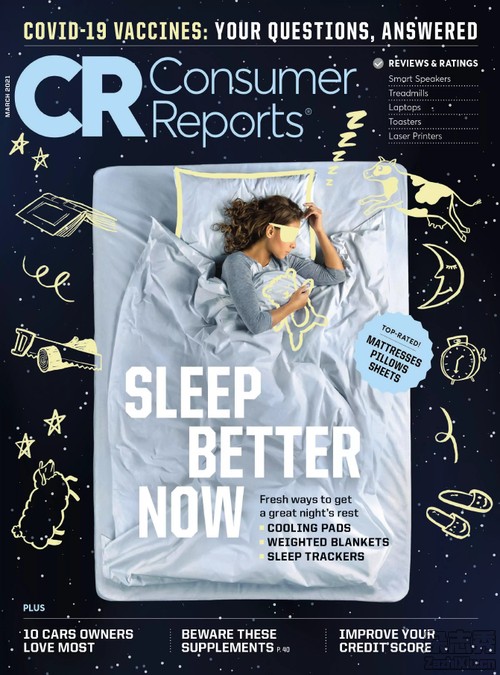 COVID-19 VACCINES: YOUR QUESTIONS, ANSWERED
MARCH 2021
CR Consumer
Reports®
REVIEWS & RATINGS
Smart Speakers
Treadmills
Laptops
Toasters
Laser Printers
Z
Z
Z
Z
Z
TOP-RATED!
MATTRESSES
PILLOWS
SHEETS
SLEEP
BETTER
NOW
Fresh ways to get
a great night's rest
COOLING PADS
WEIGHTED BLANKETS
SLEEP TRACKERS
PLUS
10 CARS OWNERS
LOVE MOST
BEWARE THESE
SUPPLEMENTS P. 40
IMPROVE YOUR
CREDIT SCORE